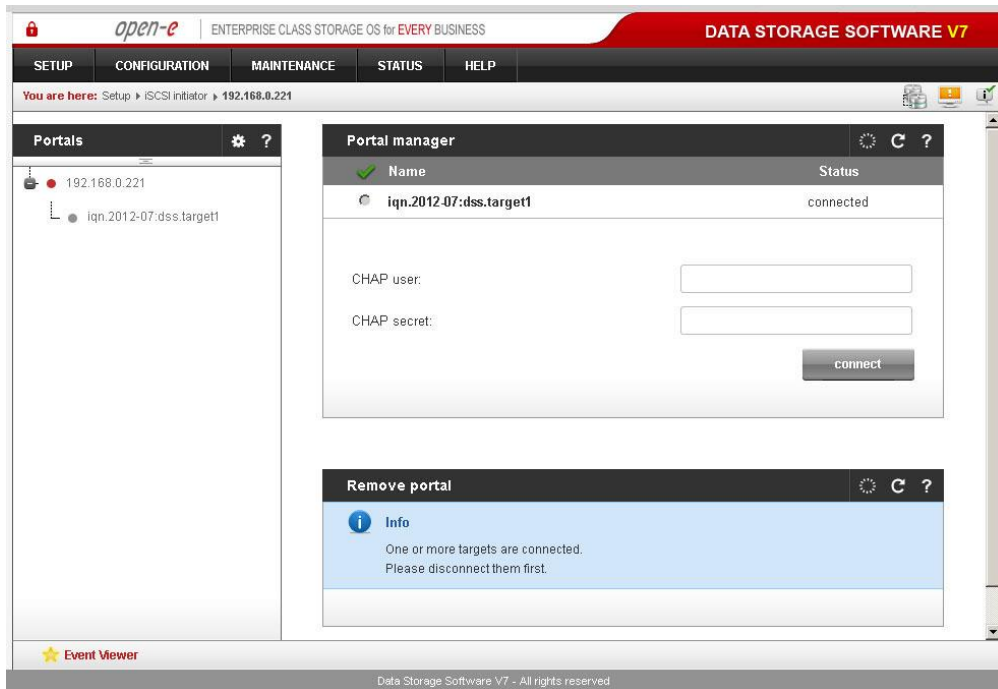 open-e ENTERPRISE CLASS STORAGE OS for EVERY BUSINESS DATA STORAGE SOFTWARE V7
SETUP CONFIGURATION MAINTENANCE STATUS HELP
You are here: Setup ▸ iSCSI initiator ▸ 192.168.0.221
Portals ?
192.168.0.221
iqn.2012-07:dss.target1
Portal manager ?
Name Status
iqn.2012-07:dss.target1 connected
CHAP user:
CHAP secret:
connect
Remove portal ?
Info
One or more targets are connected.
Please disconnect them first.
Event Viewer
Data Storage Software V7 - All rights reserved